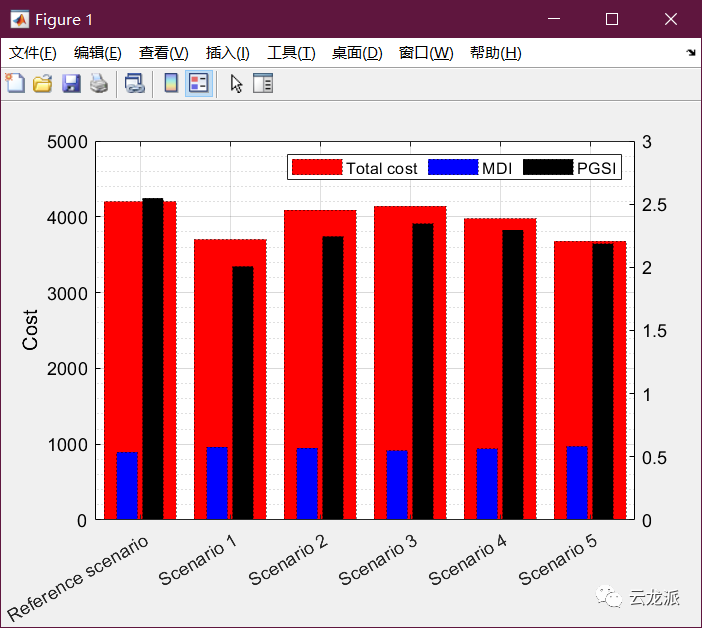 Figure 1
文件(F) 编辑(E) 查看(V) 插入(I) 工具(T) 桌面(D) 窗口(W) 帮助(H)
Total cost MDI PGSI
5000
4000
3000
2000
1000
0
Cost
3
2.5
2
1.5
1
0.5
0
Reference scenario
Scenario 1
Scenario 2
Scenario 3
Scenario 4
Scenario 5
云龙派